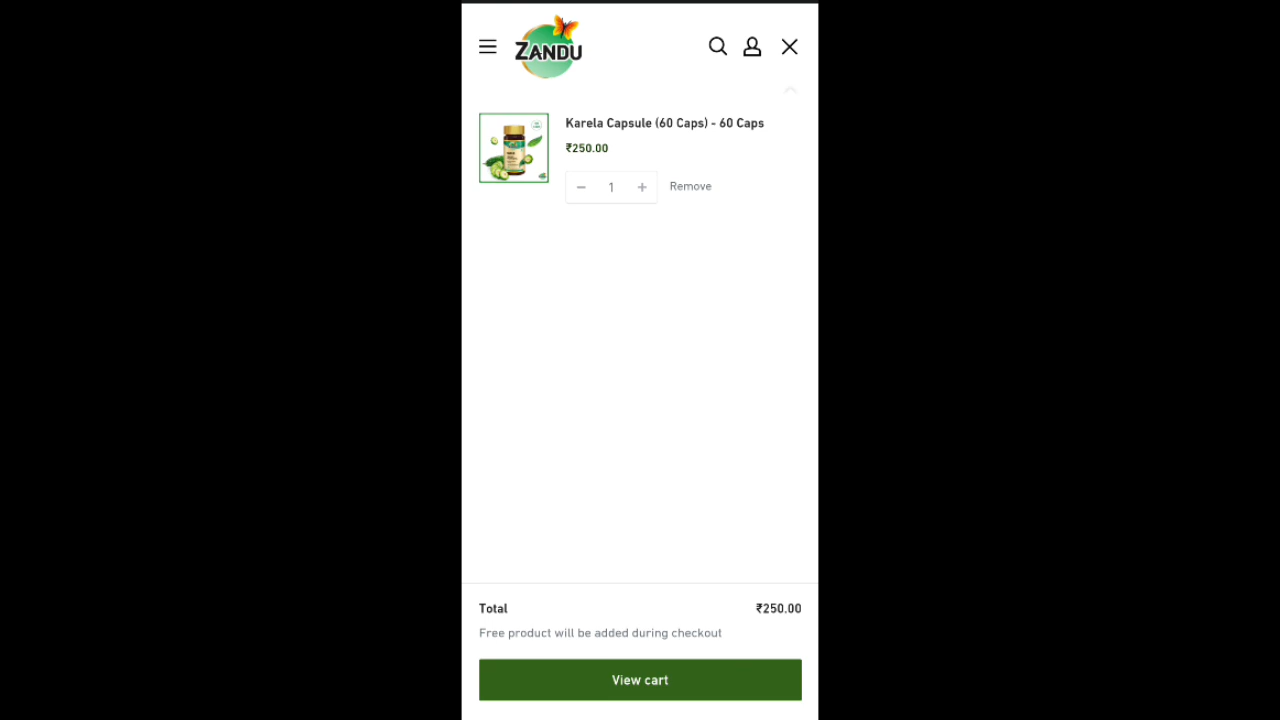 ZANDU
Karela Capsule (60 Caps) - 60 Caps
₹250.00
− 1 + Remove
Total ₹250.00
Free product will be added during checkout
View cart